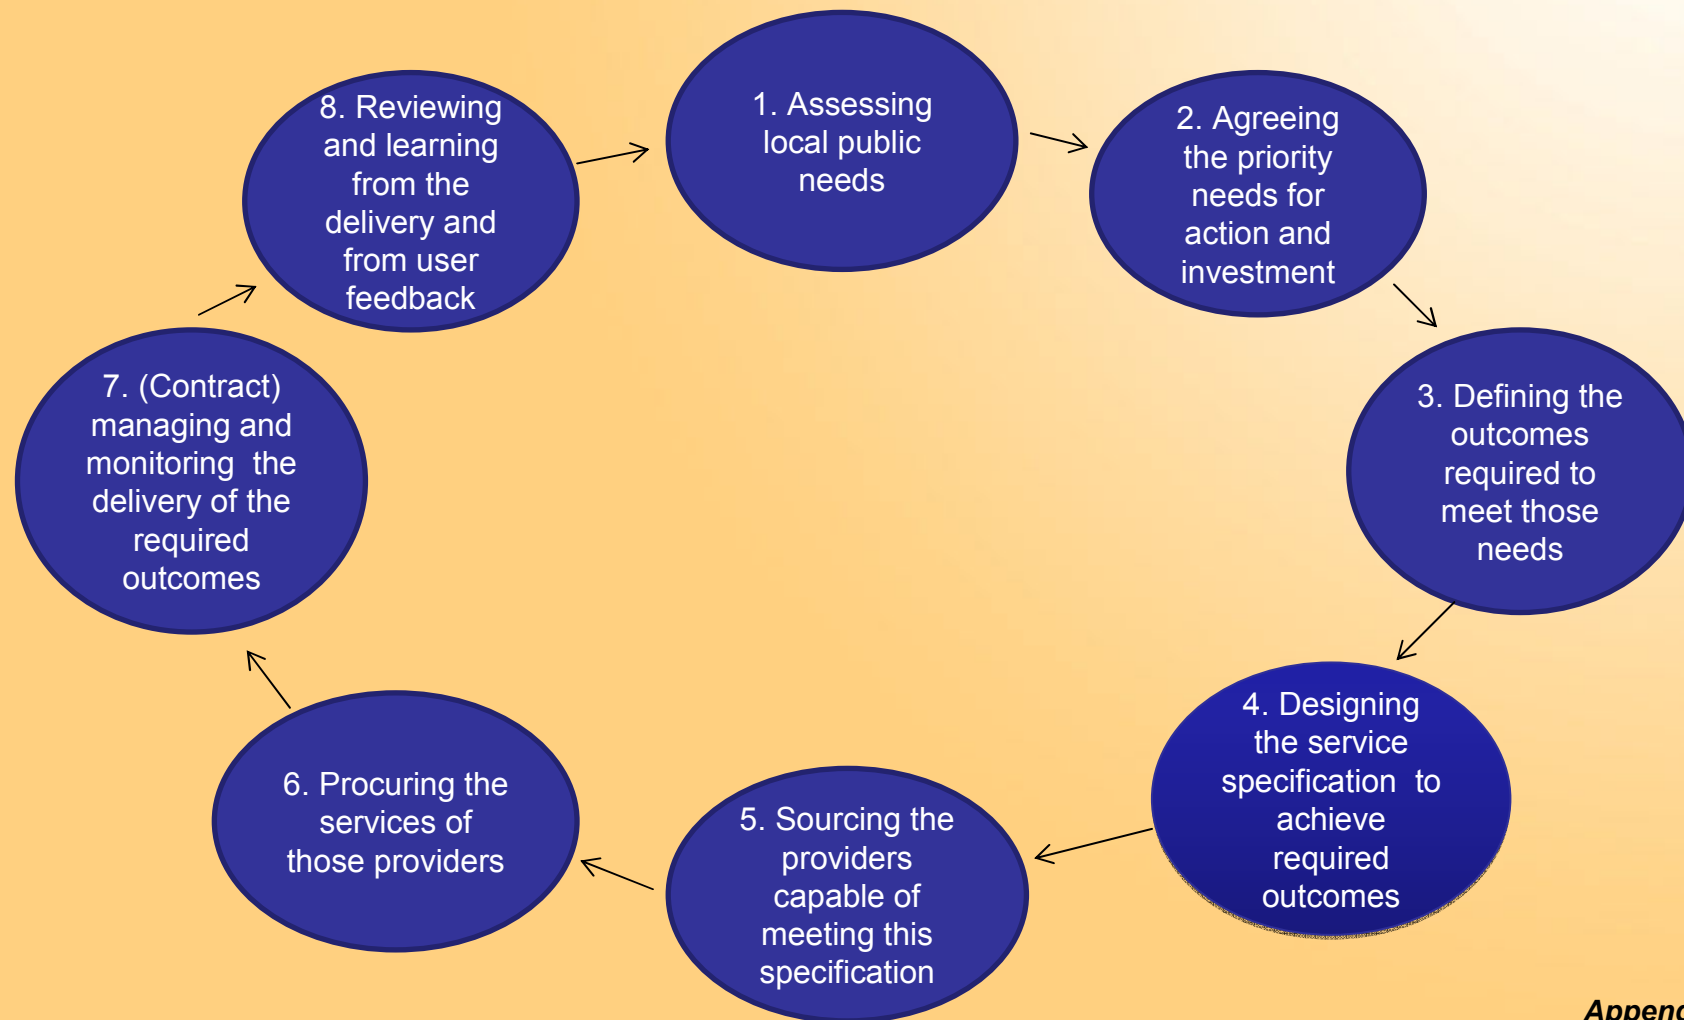 1. Assessing
local public
needs
2. Agreeing
the priority
needs for
action and
investment
3. Defining the
outcomes
required to
meet those
needs
4. Designing
the service
specification  to
achieve
required
outcomes
5. Sourcing the
providers
capable of
meeting this
specification
6. Procuring the
services of
those providers
7. (Contract)
managing and
monitoring  the
delivery of the
required
outcomes
8. Reviewing
and learning
from the
delivery and
from user
feedback